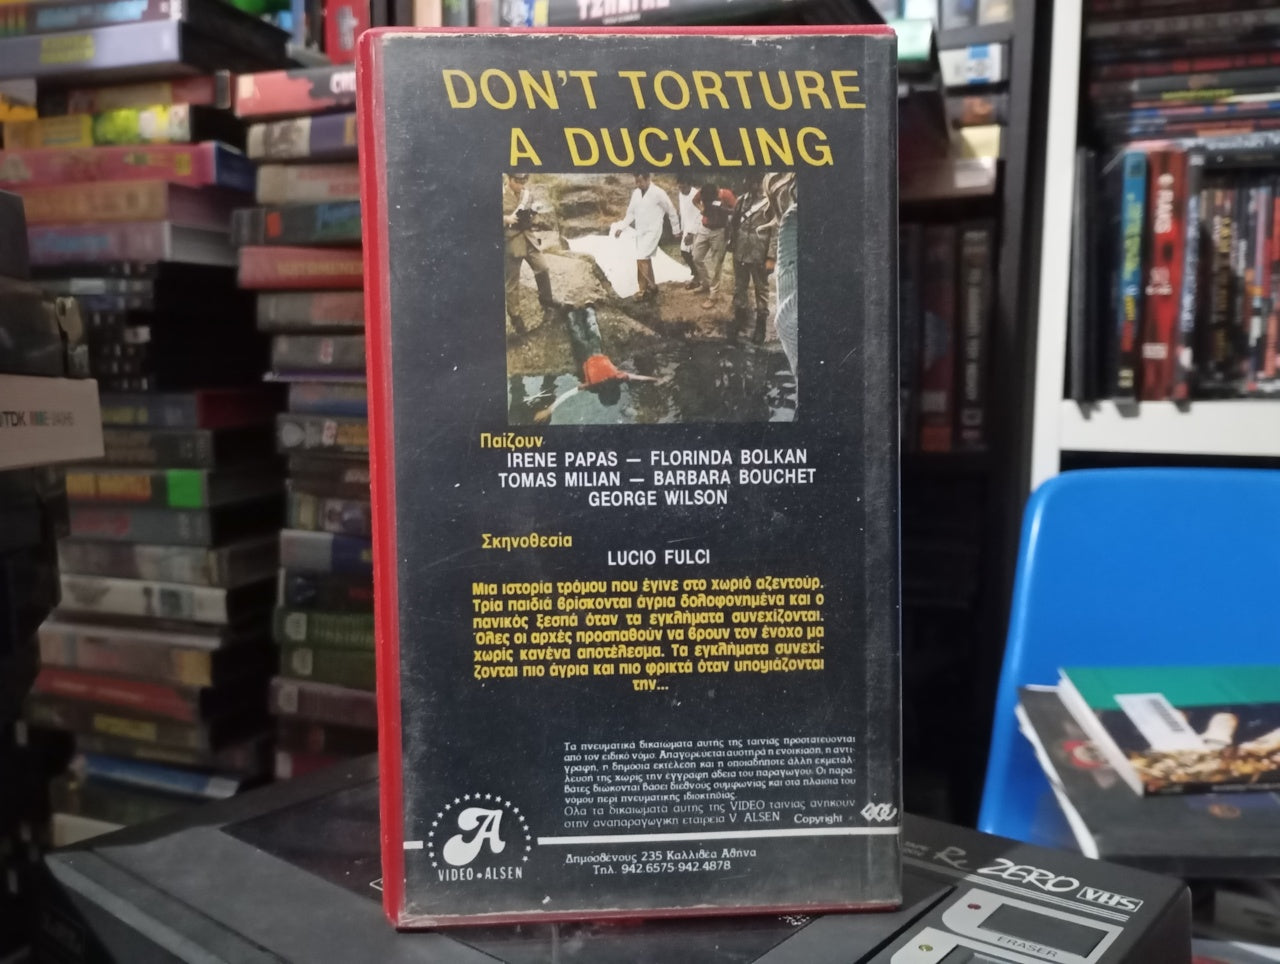 DON'T TORTURE
A DUCKLING
Παίζουν
IRENE PAPAS — FLORINDA BOLKAN
TOMAS MILIAN — BARBARA BOUCHET
GEORGE WILSON
Σκηνοθεσία
LUCIO FULCI
Μια ιστορία τρόμου που έγινε στο χωριό αζεντούρ.
Τρία παιδιά βρίσκονται άγρια δολοφονημένα και ο
πανικός ξεσπά όταν τα εγκλήματα συνεχίζονται.
Όλες οι αρχές προσπαθούν να βρουν τον ένοχο μα
χωρίς κανένα αποτέλεσμα. Τα εγκλήματα συνεχί-
ζονται πιο άγρια και πιο φρικτά όταν υποψιάζονται
την...
Τα πνευματικά δικαιώματα αυτής της ταινίας προστατεύονται
από τον ειδικό νόμο. Απαγορεύεται αυστηρά η ενοικίαση, η αντι-
γραφή, η δημόσια εκτέλεση και η οποιαδήποτε άλλη εκμετάλ-
λευση της χωρίς την έγγραφη άδεια του παραγωγού. Οι παρα-
βάτες διώκονται βάσει διεθνούς συμφωνίας και στα πλαίσια του
νόμου περί πνευματικής ιδιοκτησίας.
Όλα τα δικαιώματα αυτής της VIDEO ταινίας ανήκουν
στην αναπαραγωγική εταιρεία V. ALSEN Copyright
A
VIDEO • ALSEN
Δημοσθένους 235 Καλλιθέα Αθήνα
Τηλ. 942.6575-942.4878
TDK
ZERO VHS
ERASER